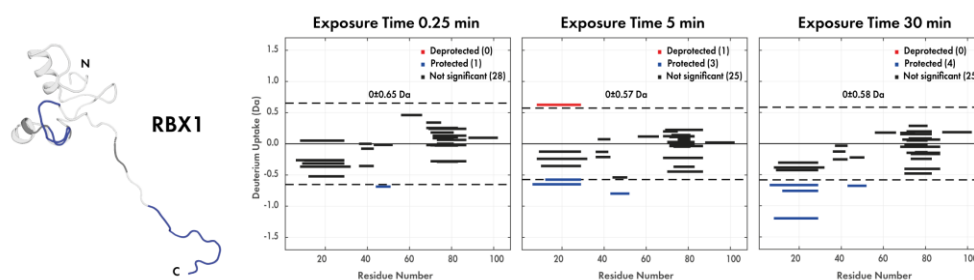 N
RBX1
C
Exposure Time 0.25 min
Deprotected (0)
Protected (1)
Not significant (28)
0±0.65 Da
Deuterium Uptake (Da)
1.5
1.0
0.5
0.0
-0.5
-1.0
-1.5
20
40
60
80
100
Residue Number
Exposure Time 5 min
Deprotected (1)
Protected (3)
Not significant (25)
0±0.57 Da
20
40
60
80
100
Residue Number
Exposure Time 30 min
Deprotected (0)
Protected (4)
Not significant (25)
0±0.58 Da
20
40
60
80
100
Residue Number